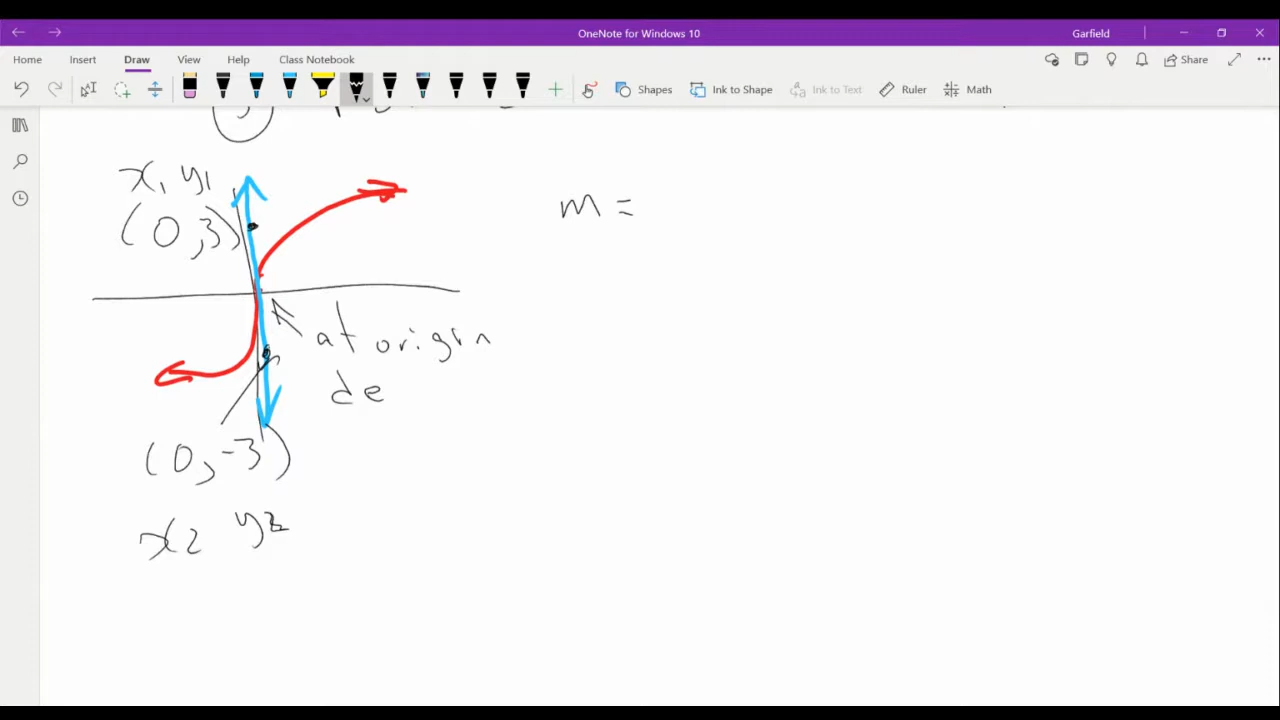 OneNote for Windows 10
Garfield
Home Insert Draw View Help Class Notebook
Share
Shapes Ink to Shape Ink to Text Ruler Math
x, y1
(0,3)
m =
at origin
de
(0,-3)
x2 y2